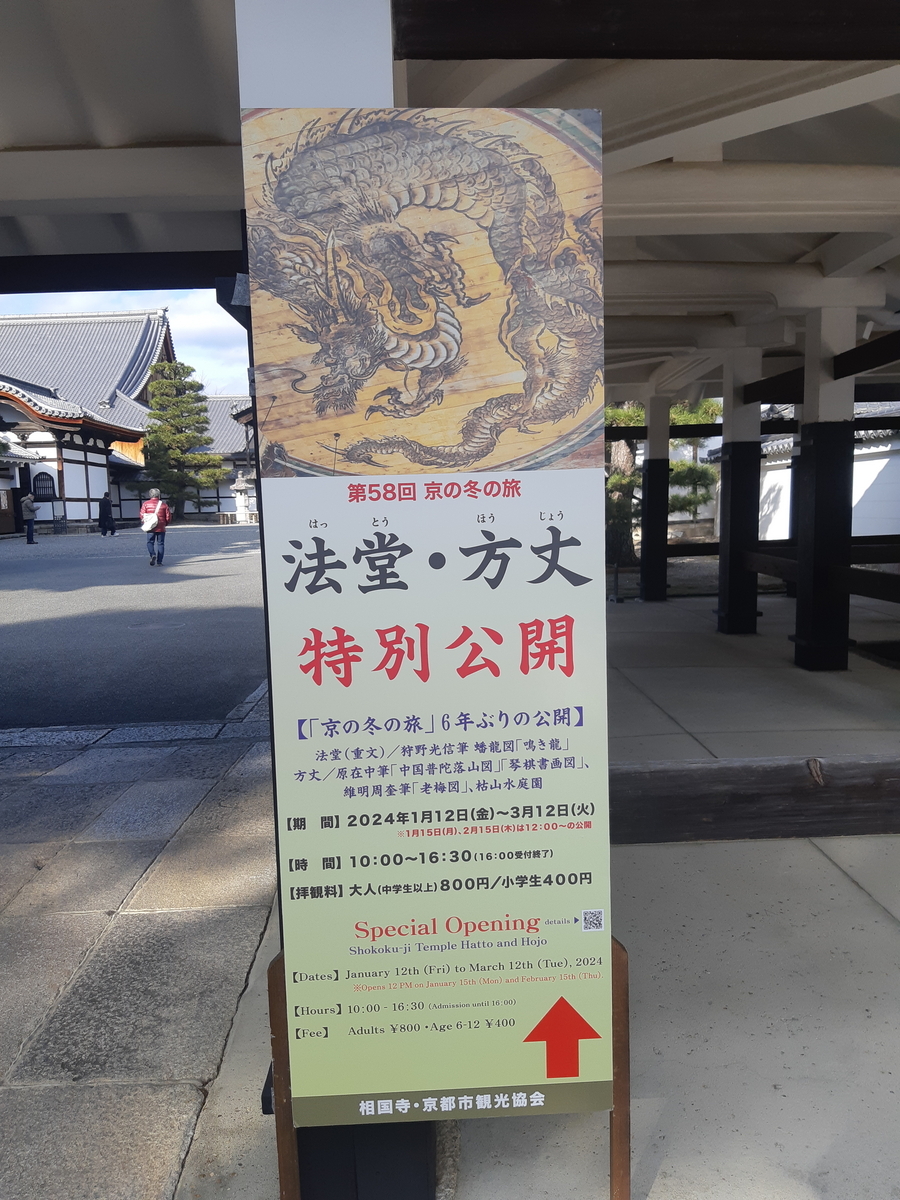 第58回 京の冬の旅
はっ とう ほう じょう
法堂・方丈
特別公開
【「京の冬の旅」6年ぶりの公開】
法堂(重文)/狩野光信筆 蟠龍図「鳴き龍」
方丈/原在中筆「中国普陀落山図」「琴棋書画図」、
維明周奎筆「老梅図」、枯山水庭園
【期　間】2024年1月12日(金)~3月12日(火)
※1月15日(月)、2月15日(木)は12:00~の公開
【時　間】10:00~16:30(16:00受付終了)
【拝観料】大人(中学生以上)800円/小学生400円
Special Opening details ▶
Shokoku-ji Temple Hatto and Hojo
【Dates】January 12th (Fri) to March 12th (Tue), 2024
※Opens 12 PM on January 15th (Mon) and February 15th (Thu)
【Hours】10:00 - 16:30 (Admission until 16:00)
【Fee】 Adults ¥800・Age 6-12 ¥400
相国寺・京都市観光協会